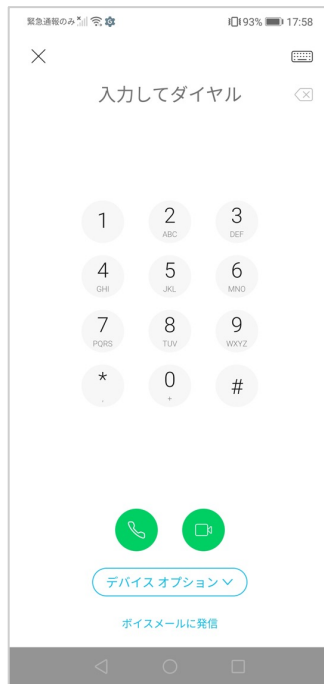 緊急通報のみ 93% 17:58
入力してダイヤル
1 2 3
ABC DEF
4 5 6
GHI JKL MNO
7 8 9
PQRS TUV WXYZ
* 0 #
, +
デバイス オプション
ボイスメールに発信